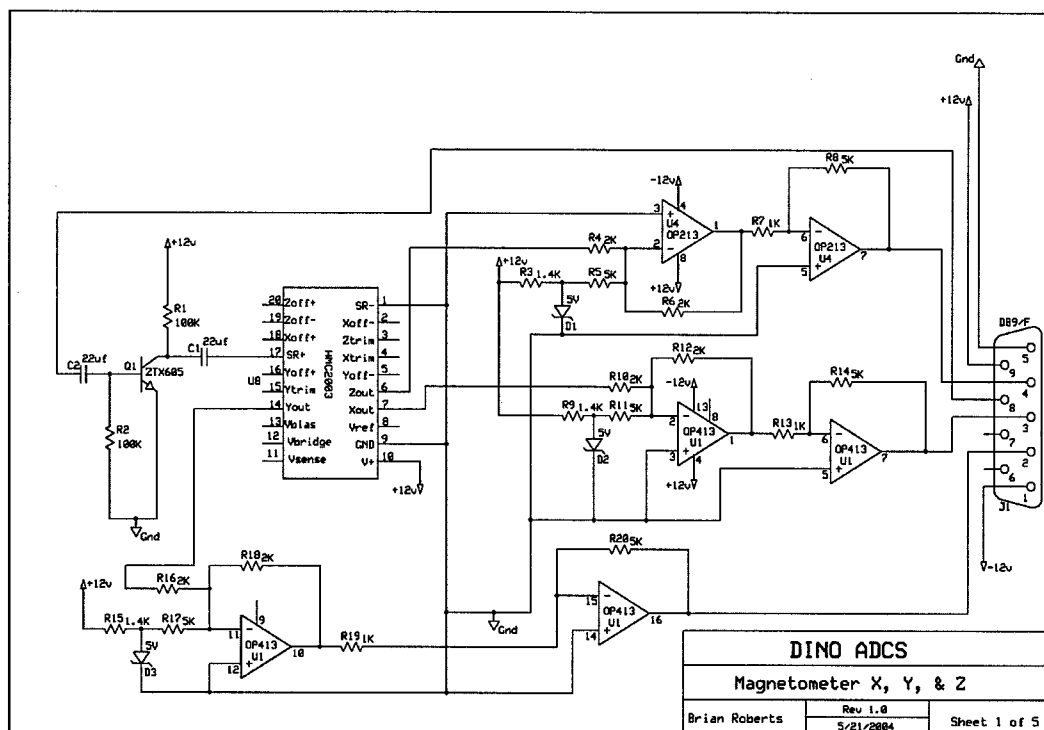 Gnd
+12v
R8 5K
-12v
4
3
+
U4
OP213
1
R7 1K
2
-
8
+12v
6
-
OP213
7
U4
5
+
R4 2K
+12v
R3 1.4K
R5 5K
R6 2K
5V
D1
+12v
R1
100K
C2 22uf
Q1
ZTX605
C1 22uf
R2
100K
Gnd
20 Zoff+
19 Zoff-
18 Xoff+
17 SR+
16 Yoff+
15 Ytrim
14 Yout
13 Vbias
12 Vbridge
11 Vsense
U8
HMC2003
SR- 1
Xoff- 2
Ztrim 3
Xtrim 4
Yoff- 5
Zout 6
Xout 7
Vref 8
GND 9
V+ 10
+12v
R12 2K
R10 2K
-12v
13
8
R9 1.4K
R11 5K
5V
D2
2
-
OP413
1
U1
3
+
4
+12v
R14 5K
R13 1K
6
-
OP413
7
U1
5
+
DB9/F
5
9
4
8
3
7
2
6
1
J1
-12v
R18 2K
R16 2K
+12v
R15 1.4K
R17 5K
5V
D3
9
11
-
OP413
10
U1
12
+
R19 1K
R20 5K
15
-
OP413
16
U1
14
+
Gnd
DINO ADCS
Magnetometer X, Y, & Z
Brian Roberts
Rev 1.0
5/21/2004
Sheet 1 of 5